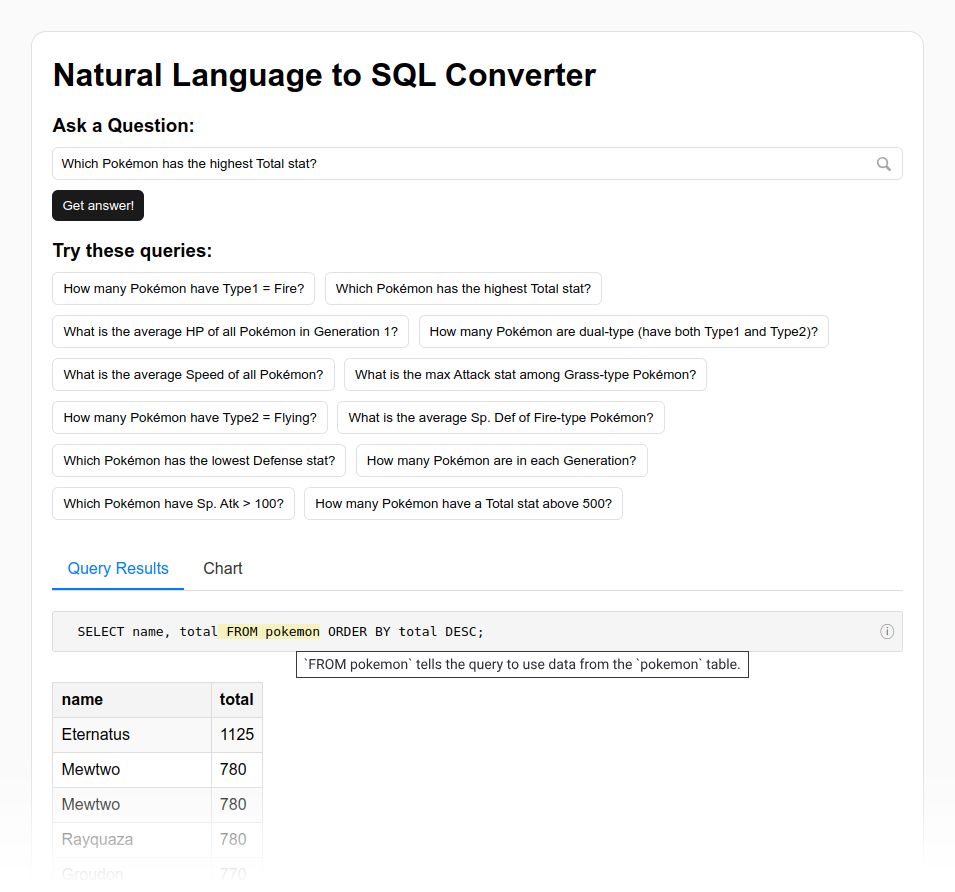 Natural Language to SQL Converter
Ask a Question:
Which Pokémon has the highest Total stat?
Get answer!
Try these queries:
How many Pokémon have Type1 = Fire? Which Pokémon has the highest Total stat?
What is the average HP of all Pokémon in Generation 1? How many Pokémon are dual-type (have both Type1 and Type2)?
What is the average Speed of all Pokémon? What is the max Attack stat among Grass-type Pokémon?
How many Pokémon have Type2 = Flying? What is the average Sp. Def of Fire-type Pokémon?
Which Pokémon has the lowest Defense stat? How many Pokémon are in each Generation?
Which Pokémon have Sp. Atk > 100? How many Pokémon have a Total stat above 500?
Query Results Chart
SELECT name, total FROM pokemon ORDER BY total DESC;
`FROM pokemon` tells the query to use data from the `pokemon` table.
name total
Eternatus 1125
Mewtwo 780
Mewtwo 780
Rayquaza 780
Groudon 770